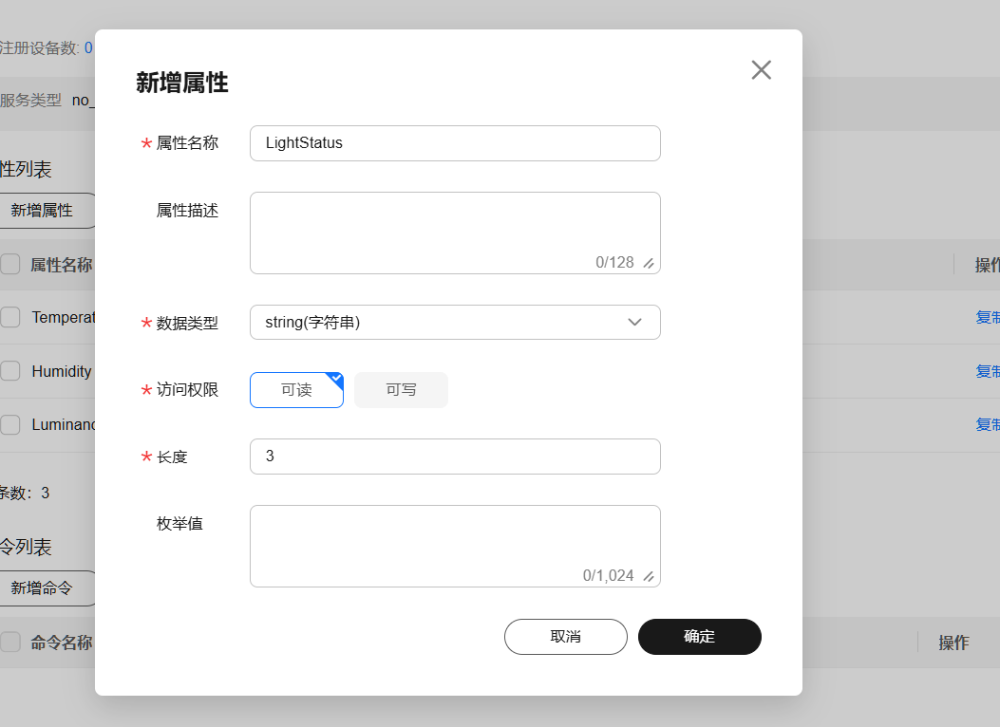 注册设备数: 0
服务类型 no_
性列表
新增属性
属性名称
操作
Temperat
复制
Humidity
复制
Luminanc
复制
条数：3
令列表
新增命令
命令名称
操作
新增属性
* 属性名称 LightStatus
属性描述
0/128
* 数据类型 string(字符串)
* 访问权限 可读 可写
* 长度 3
枚举值
0/1,024
取消 确定